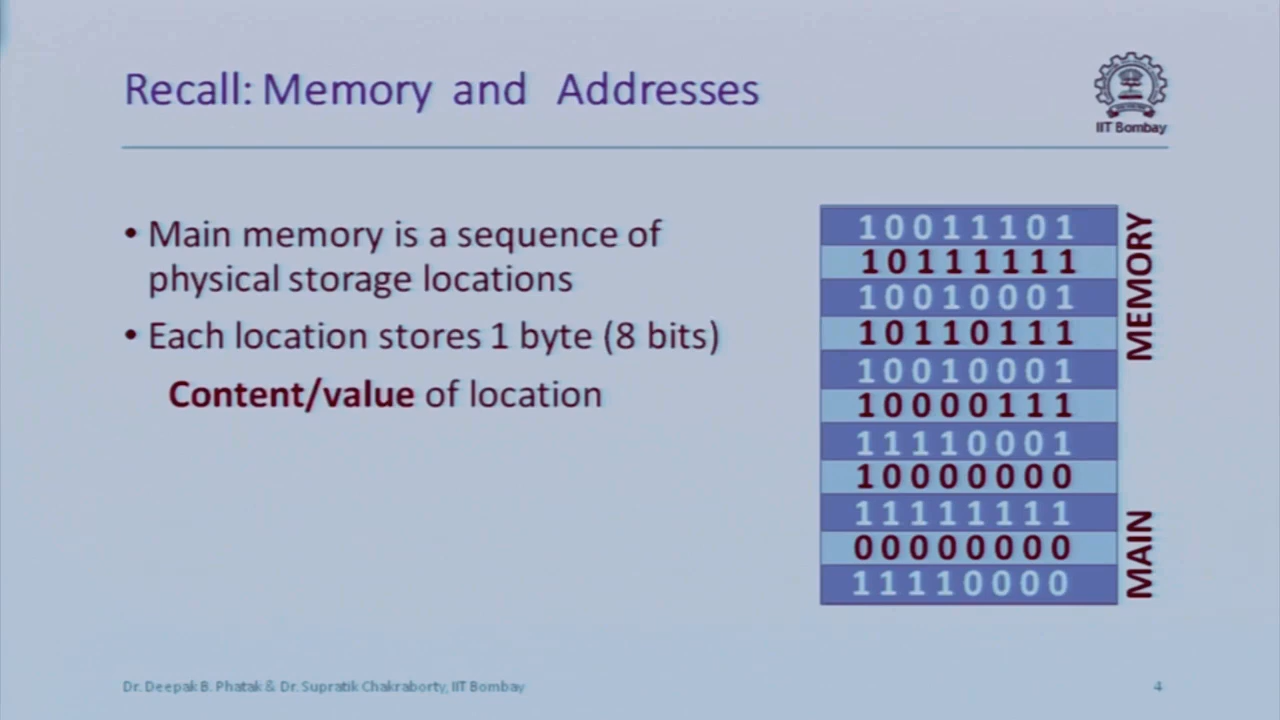 Recall: Memory and Addresses
IIT Bombay
• Main memory is a sequence of
physical storage locations
• Each location stores 1 byte (8 bits)
Content/value of location
10011101
10111111
10010001
10110111
10010001
10000111
11110001
10000000
11111111
00000000
11110000
MAIN MEMORY
Dr. Deepak B. Phatak & Dr. Supratik Chakraborty, IIT Bombay
4